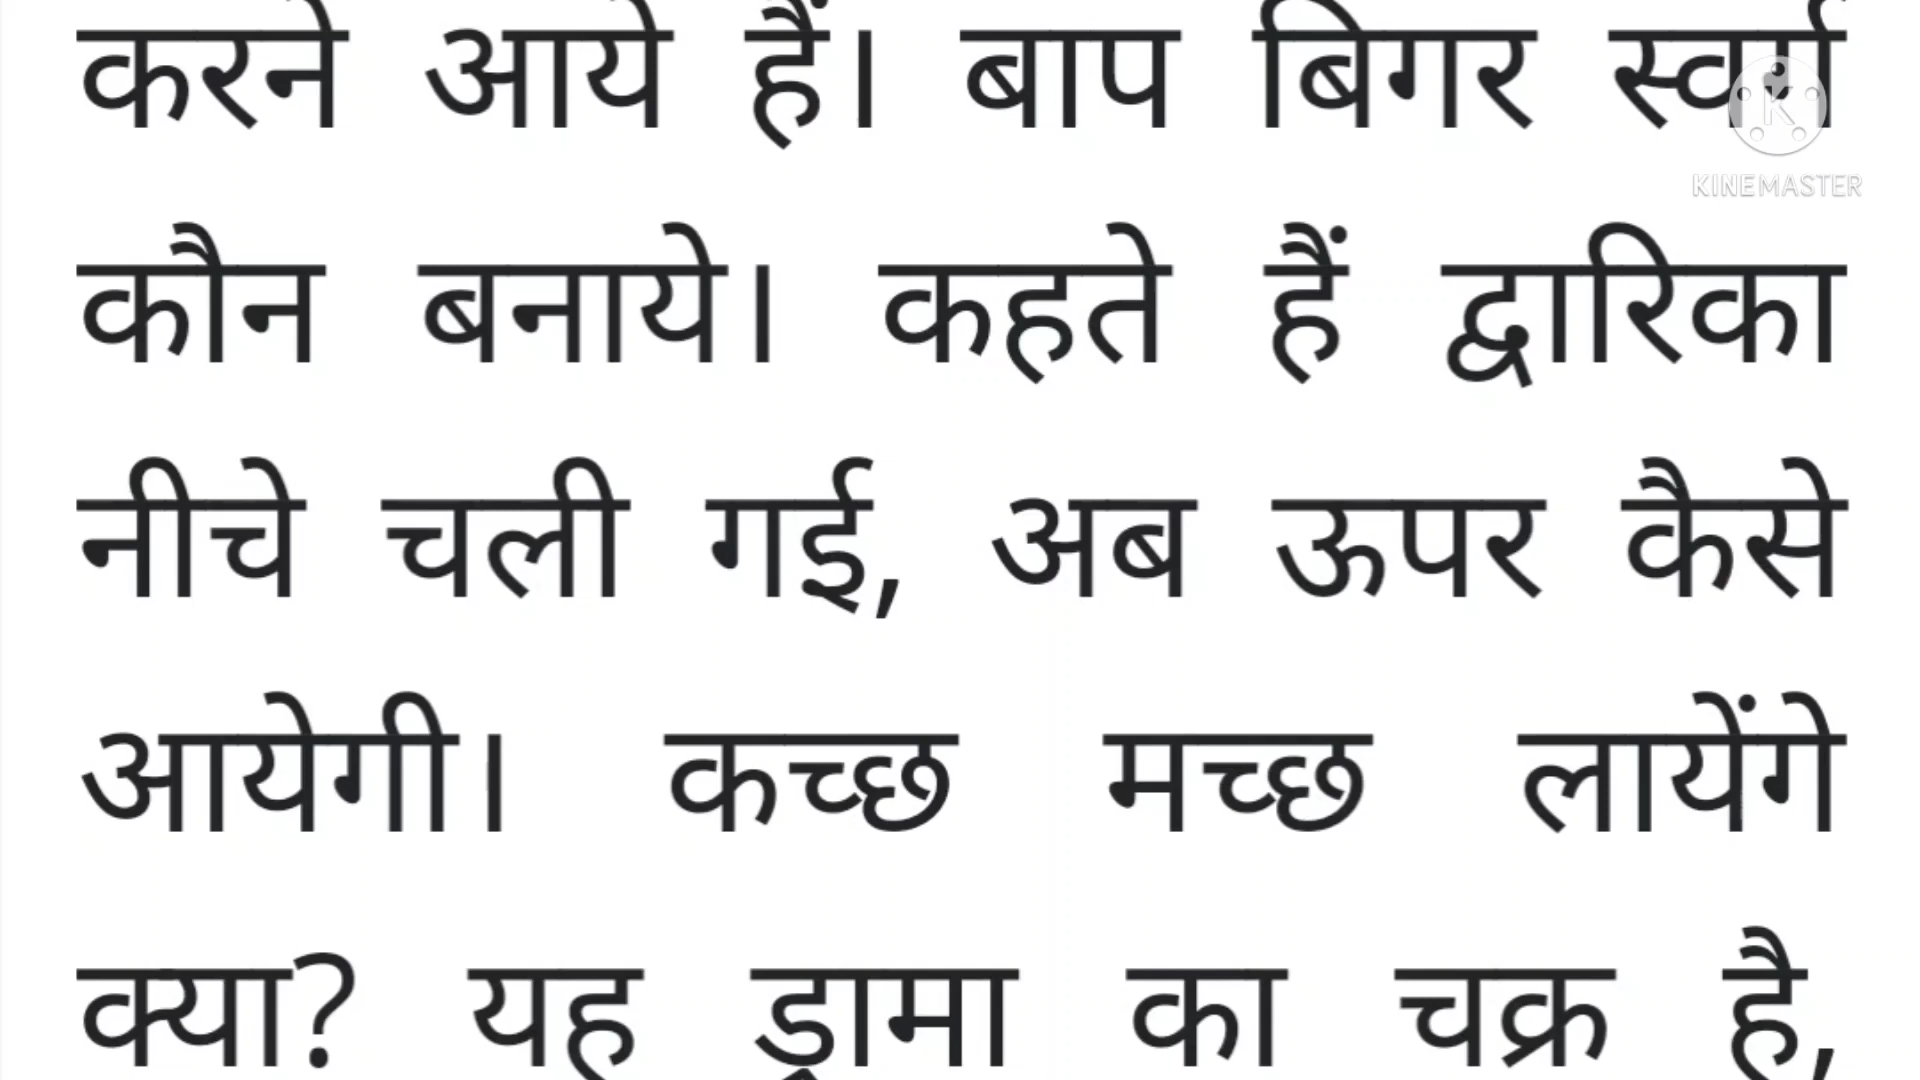 करने आये हैं। बाप बिगर स्वर्ग
KINEMASTER
कौन बनाये। कहते हैं द्वारिका
नीचे चली गई, अब ऊपर कैसे
आयेगी। कच्छ मच्छ लायेंगे
क्या? यह ड्रामा का चक्र है,